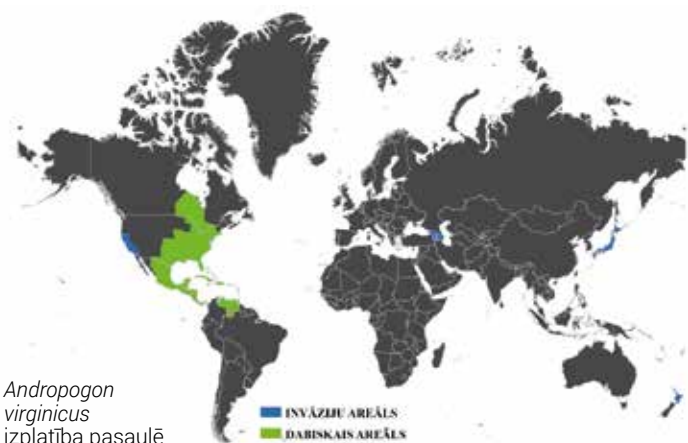 Andropogon
virginicus
izplatība pasaulē
INVĀZIJU AREĀLS
DABISKAIS AREĀLS